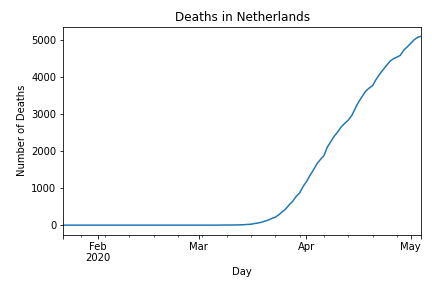 Deaths in Netherlands
5000
4000
3000
2000
1000
0
Number of Deaths
Feb
2020
Mar
Apr
May
Day